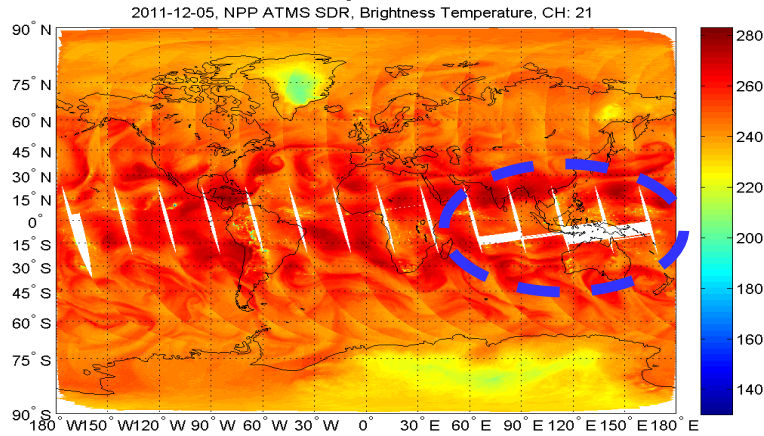 2011-12-05, NPP ATMS SDR, Brightness Temperature, CH: 21
90° N
75° N
60° N
45° N
30° N
15° N
0°
15° S
30° S
45° S
60° S
75° S
90° S
180° W150° W120° W 90° W 60° W 30° W 0° 30° E 60° E 90° E 120° E 150° E 180° E
280
260
240
220
200
180
160
140